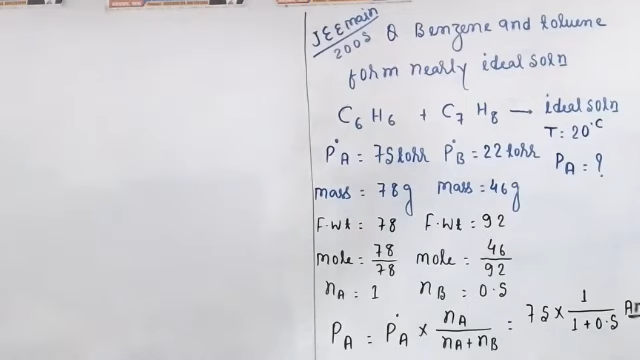 JEE main
2005
Q Benzene and toluene
form nearly ideal soln
C6H6 + C7H8 → ideal soln
T: 20°C
P°A = 75 torr P°B = 22 torr PA = ?
mass = 78g mass = 46g
F.Wt = 78 F.Wt = 92
mole = 78/78 mole = 46/92
nA = 1 nB = 0.5
PA = P°A × nA/(nA+nB) = 75 × 1/(1+0.5) An